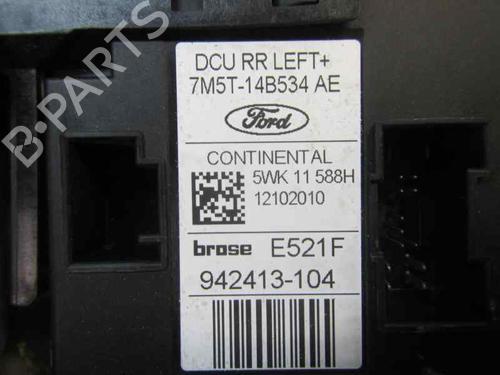 DCU RR LEFT+
7M5T-14B534 AE
Ford
CONTINENTAL
5WK 11 588H
12102010
brose E521F
942413-104
B-PARTS